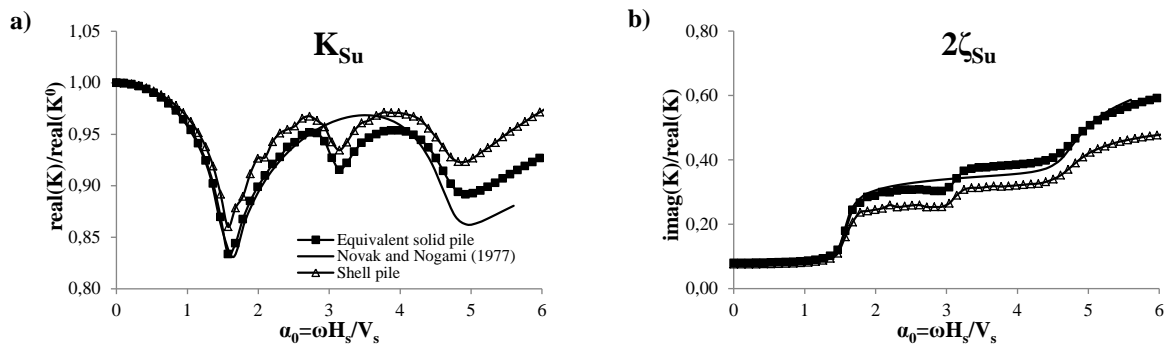 a)
K_Su
real(K)/real(K⁰)
1,05
1,00
0,95
0,90
0,85
0,80
Equivalent solid pile
Novak and Nogami (1977)
Shell pile
0 1 2 3 4 5 6
α₀=ωH_s/V_s
b)
2ζ_Su
imag(K)/real(K)
0,80
0,60
0,40
0,20
0,00
0 1 2 3 4 5 6
α₀=ωH_s/V_s